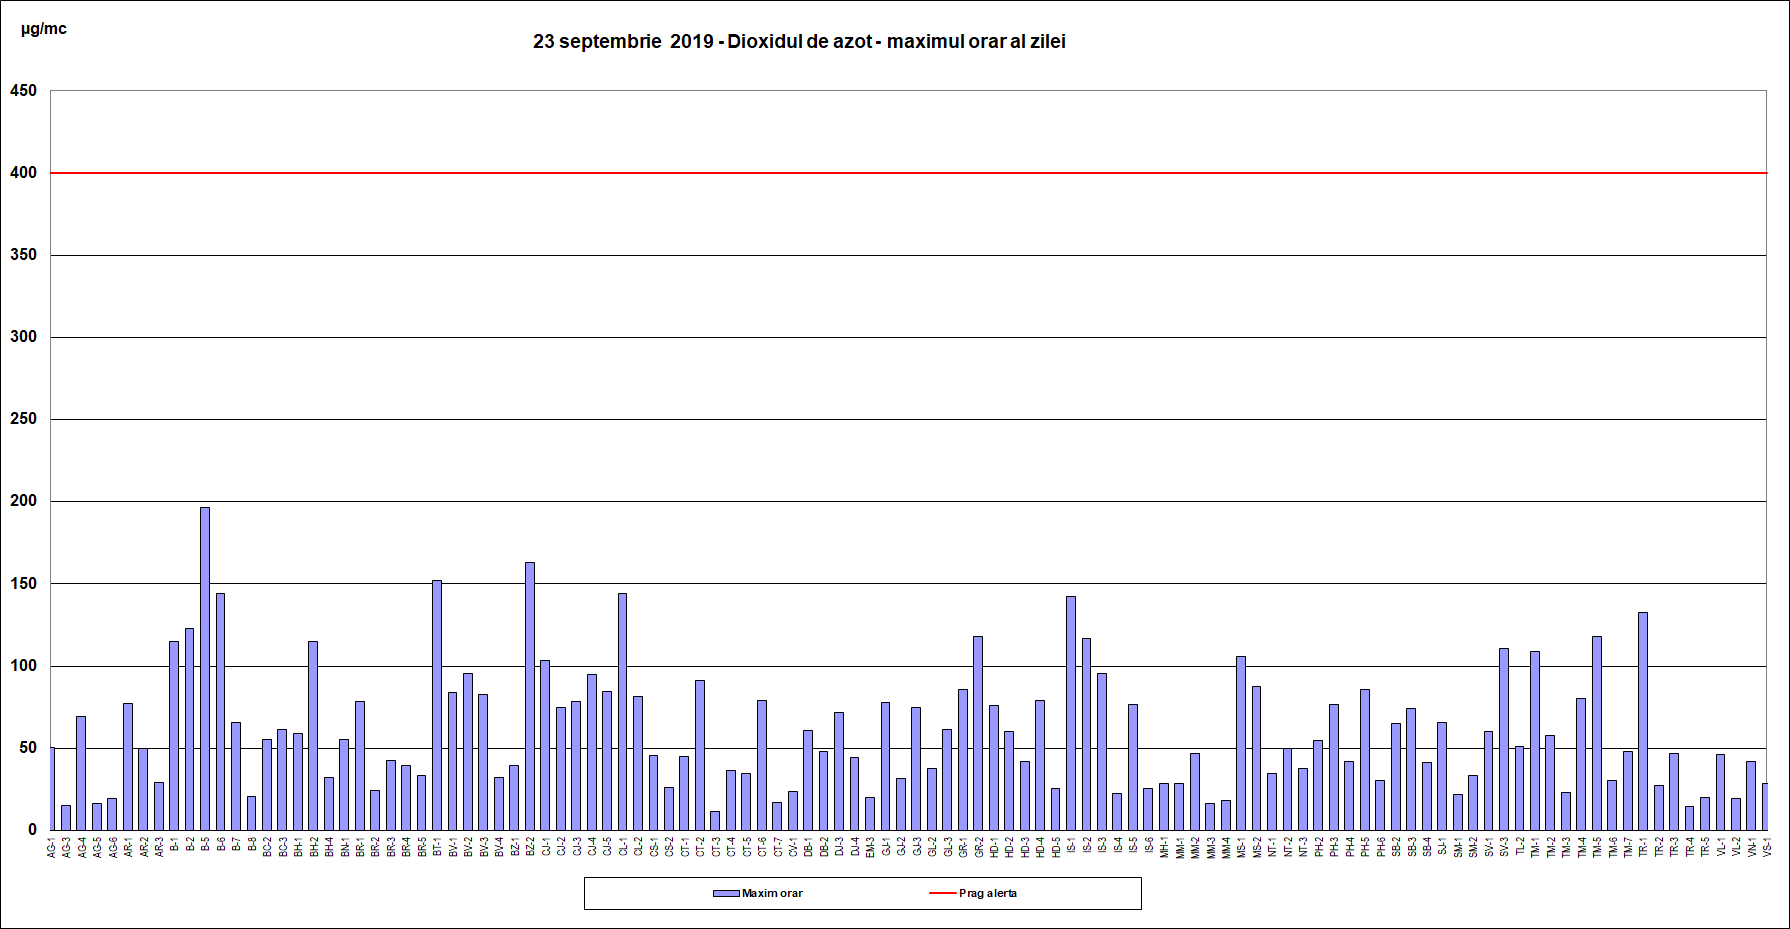 µg/mc
23 septembrie 2019 - Dioxidul de azot - maximul orar al zilei
450
400
350
300
250
200
150
100
50
0
AG-1 AG-3 AG-4 AG-5 AG-6 AR-1 AR-2 AR-3 B-1 B-2 B-5 B-6 B-7 B-8 BC-2 BC-3 BH-1 BH-2 BH-4 BN-1 BR-1 BR-2 BR-3 BR-4 BR-5 BT-1 BV-1 BV-2 BV-3 BV-4 BZ-1 BZ-2 CJ-1 CJ-2 CJ-3 CJ-4 CJ-5 CL-1 CL-2 CS-1 CS-2 CT-1 CT-2 CT-3 CT-4 CT-5 CT-6 CT-7 CV-1 DB-1 DB-2 DJ-3 DJ-4 EM-3 GJ-1 GJ-2 GJ-3 GL-2 GL-3 GR-1 GR-2 HD-1 HD-2 HD-3 HD-4 HD-5 IS-1 IS-2 IS-3 IS-4 IS-5 IS-6 MH-1 MM-1 MM-2 MM-3 MM-4 MS-1 MS-2 NT-1 NT-2 NT-3 PH-2 PH-3 PH-4 PH-5 PH-6 SB-2 SB-3 SB-4 SJ-1 SM-1 SM-2 SV-1 SV-3 TL-2 TM-1 TM-2 TM-3 TM-4 TM-5 TM-6 TM-7 TR-1 TR-2 TR-3 TR-4 TR-5 VL-1 VL-2 VN-1 VS-1
Maxim orar Prag alerta